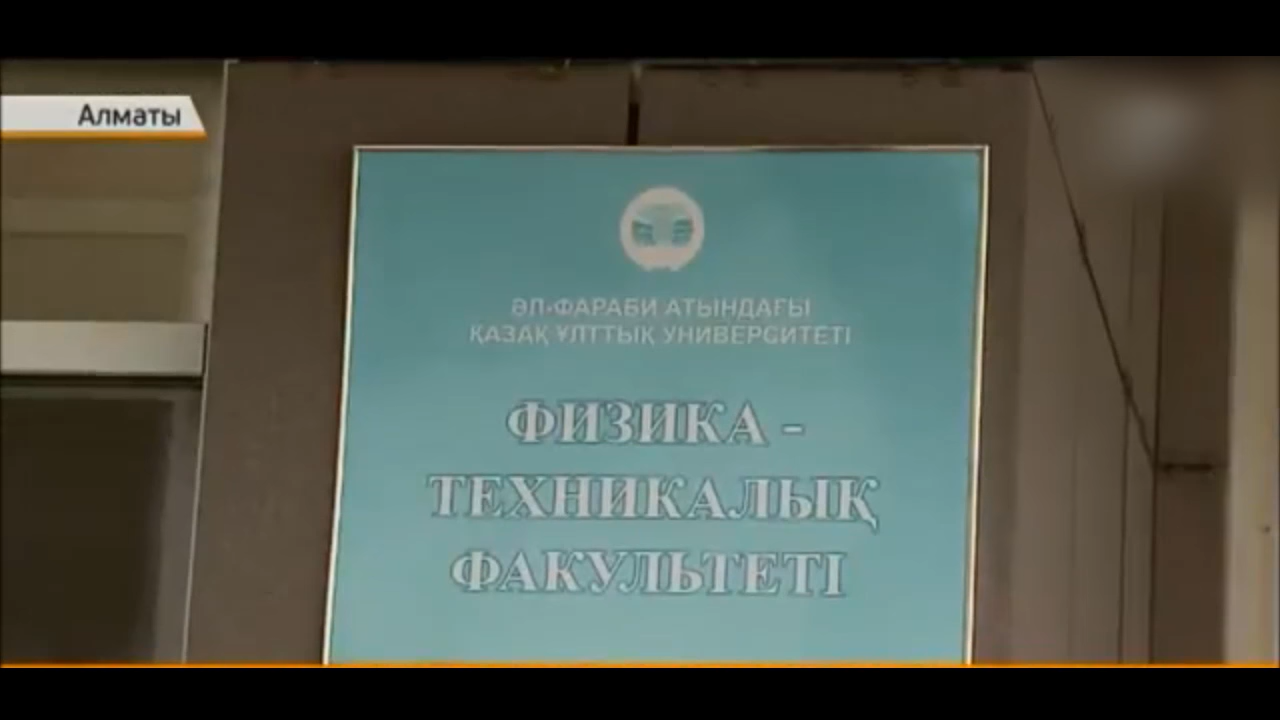 Алматы
ӘЛ-ФАРАБИ АТЫНДАҒЫ
ҚАЗАҚ ҰЛТТЫҚ УНИВЕРСИТЕТІ
ФИЗИКА -
ТЕХНИКАЛЫҚ
ФАКУЛЬТЕТІ